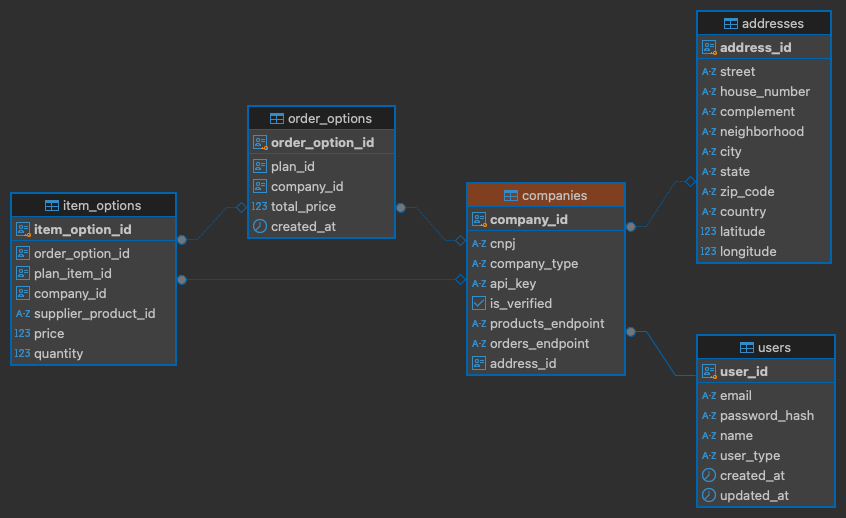 item_options
item_option_id
order_option_id
plan_item_id
company_id
A-Z supplier_product_id
123 price
123 quantity
order_options
order_option_id
plan_id
company_id
123 total_price
created_at
companies
company_id
A-Z cnpj
A-Z company_type
A-Z api_key
is_verified
A-Z products_endpoint
A-Z orders_endpoint
address_id
addresses
address_id
A-Z street
A-Z house_number
A-Z complement
A-Z neighborhood
A-Z city
A-Z state
A-Z zip_code
A-Z country
123 latitude
123 longitude
users
user_id
A-Z email
A-Z password_hash
A-Z name
A-Z user_type
created_at
updated_at